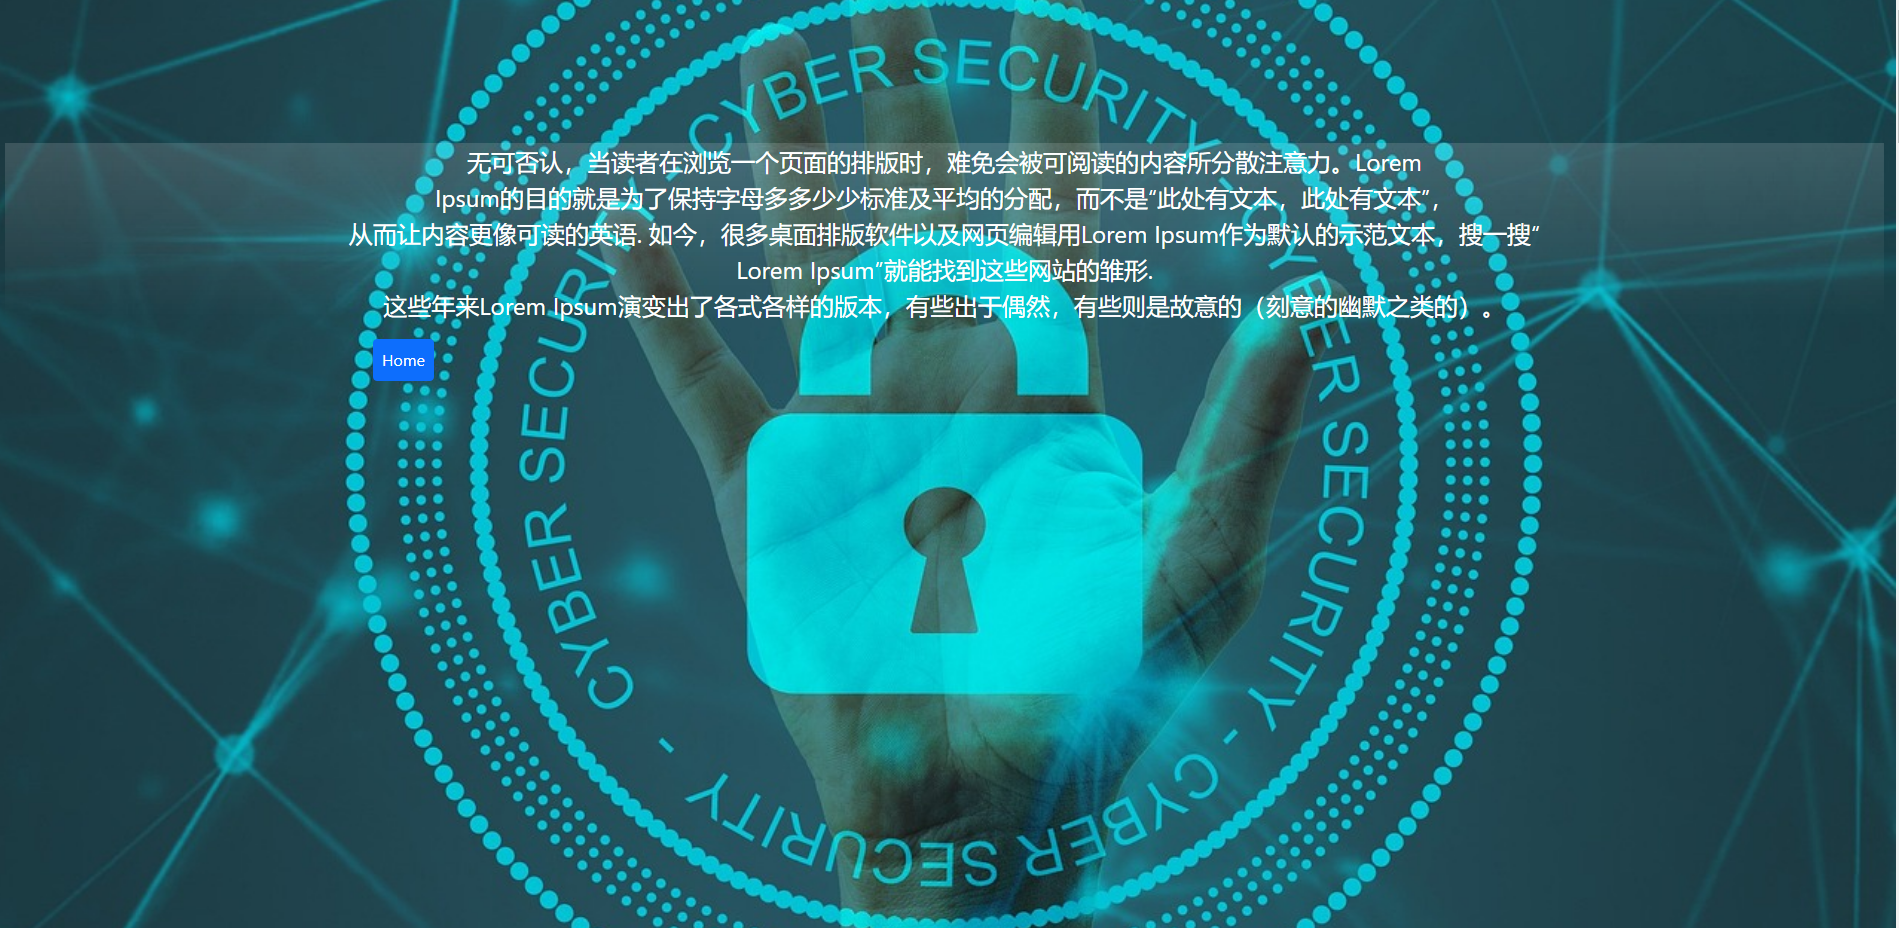 CYBER SECURITY - CYBER SECURITY - CYBER SECURITY - CYBER SECURITY -
无可否认，当读者在浏览一个页面的排版时，难免会被可阅读的内容所分散注意力。Lorem
Ipsum的目的就是为了保持字母多多少少标准及平均的分配，而不是“此处有文本，此处有文本”，
从而让内容更像可读的英语. 如今，很多桌面排版软件以及网页编辑用Lorem Ipsum作为默认的示范文本，搜一搜“
Lorem Ipsum”就能找到这些网站的雏形.
这些年来Lorem Ipsum演变出了各式各样的版本，有些出于偶然，有些则是故意的（刻意的幽默之类的）。
Home